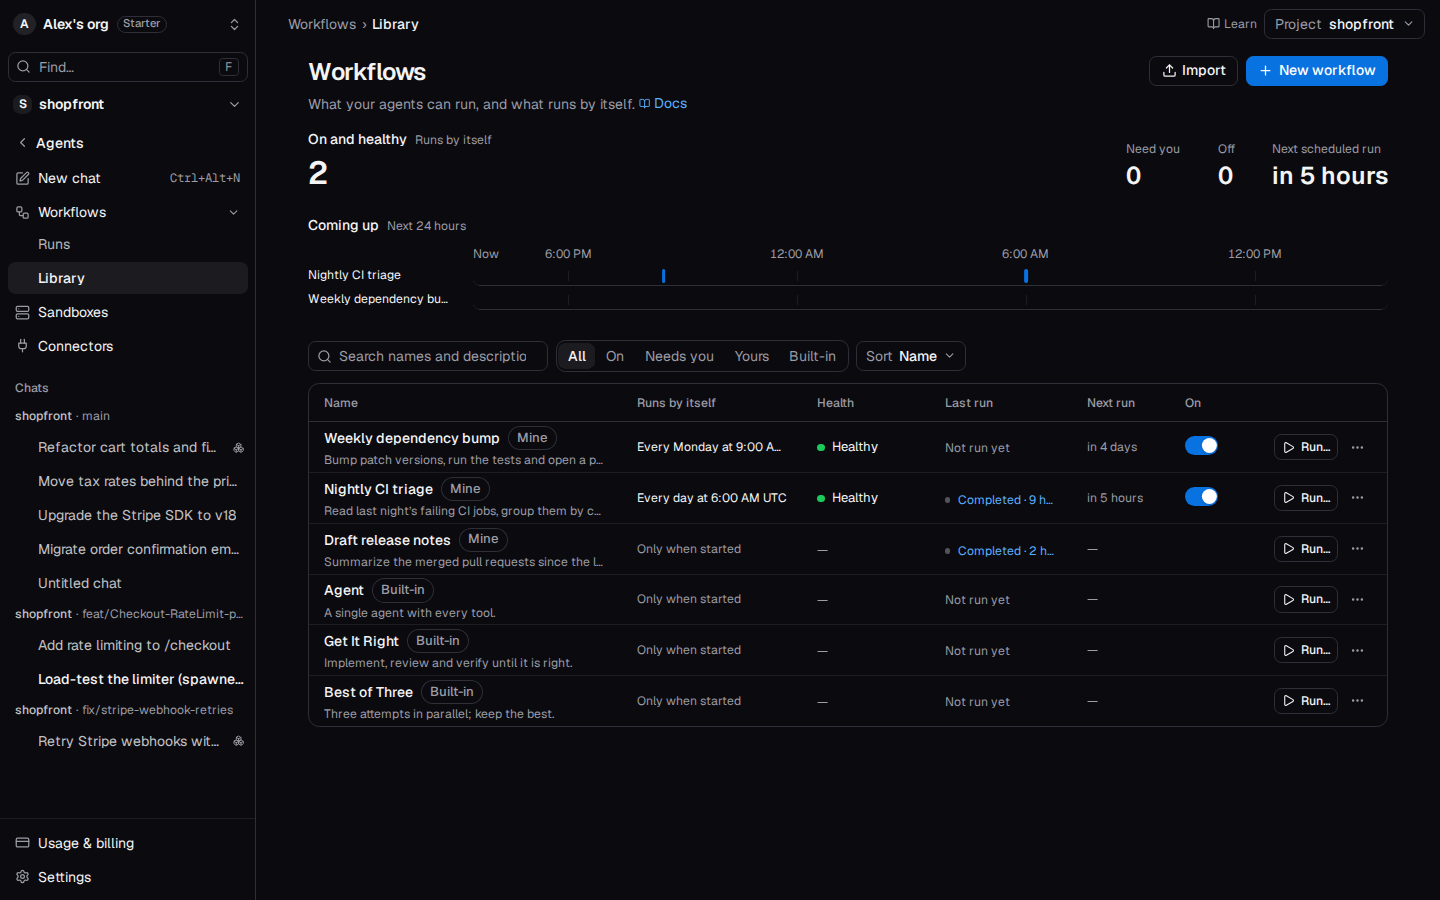 A Alex's org Starter
Find... F
S shopfront
Agents
New chat Ctrl+Alt+N
Workflows
Runs
Library
Sandboxes
Connectors
Chats
shopfront · main
Refactor cart totals and fi...
Move tax rates behind the pri...
Upgrade the Stripe SDK to v18
Migrate order confirmation em...
Untitled chat
shopfront · feat/Checkout-RateLimit-p...
Add rate limiting to /checkout
Load-test the limiter (spawne...
shopfront · fix/stripe-webhook-retries
Retry Stripe webhooks wit...
Usage & billing
Settings
Workflows › Library
Learn
Project shopfront
Workflows
Import
New workflow
What your agents can run, and what runs by itself. Docs
On and healthy Runs by itself
2
Need you Off Next scheduled run
0 0 in 5 hours
Coming up Next 24 hours
Now 6:00 PM 12:00 AM 6:00 AM 12:00 PM
Nightly CI triage
Weekly dependency bu...
Search names and descriptio
All On Needs you Yours Built-in
Sort Name
Name Runs by itself Health Last run Next run On
Weekly dependency bump Mine
Bump patch versions, run the tests and open a p...
Every Monday at 9:00 A... Healthy Not run yet in 4 days Run...
Nightly CI triage Mine
Read last night's failing CI jobs, group them by c...
Every day at 6:00 AM UTC Healthy Completed · 9 h... in 5 hours Run...
Draft release notes Mine
Summarize the merged pull requests since the l...
Only when started — Completed · 2 h... — Run...
Agent Built-in
A single agent with every tool.
Only when started — Not run yet — Run...
Get It Right Built-in
Implement, review and verify until it is right.
Only when started — Not run yet — Run...
Best of Three Built-in
Three attempts in parallel; keep the best.
Only when started — Not run yet — Run...